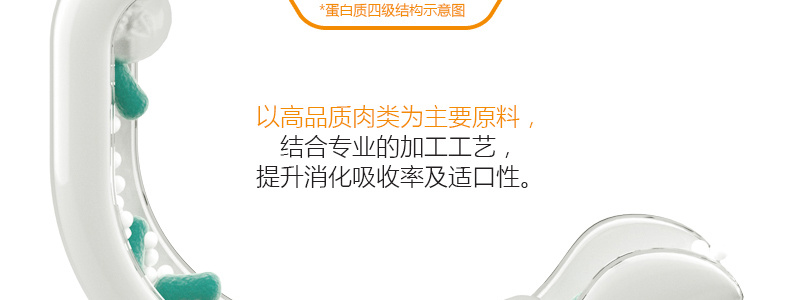 *蛋白质四级结构示意图
以高品质肉类为主要原料，
结合专业的加工工艺，
提升消化吸收率及适口性。